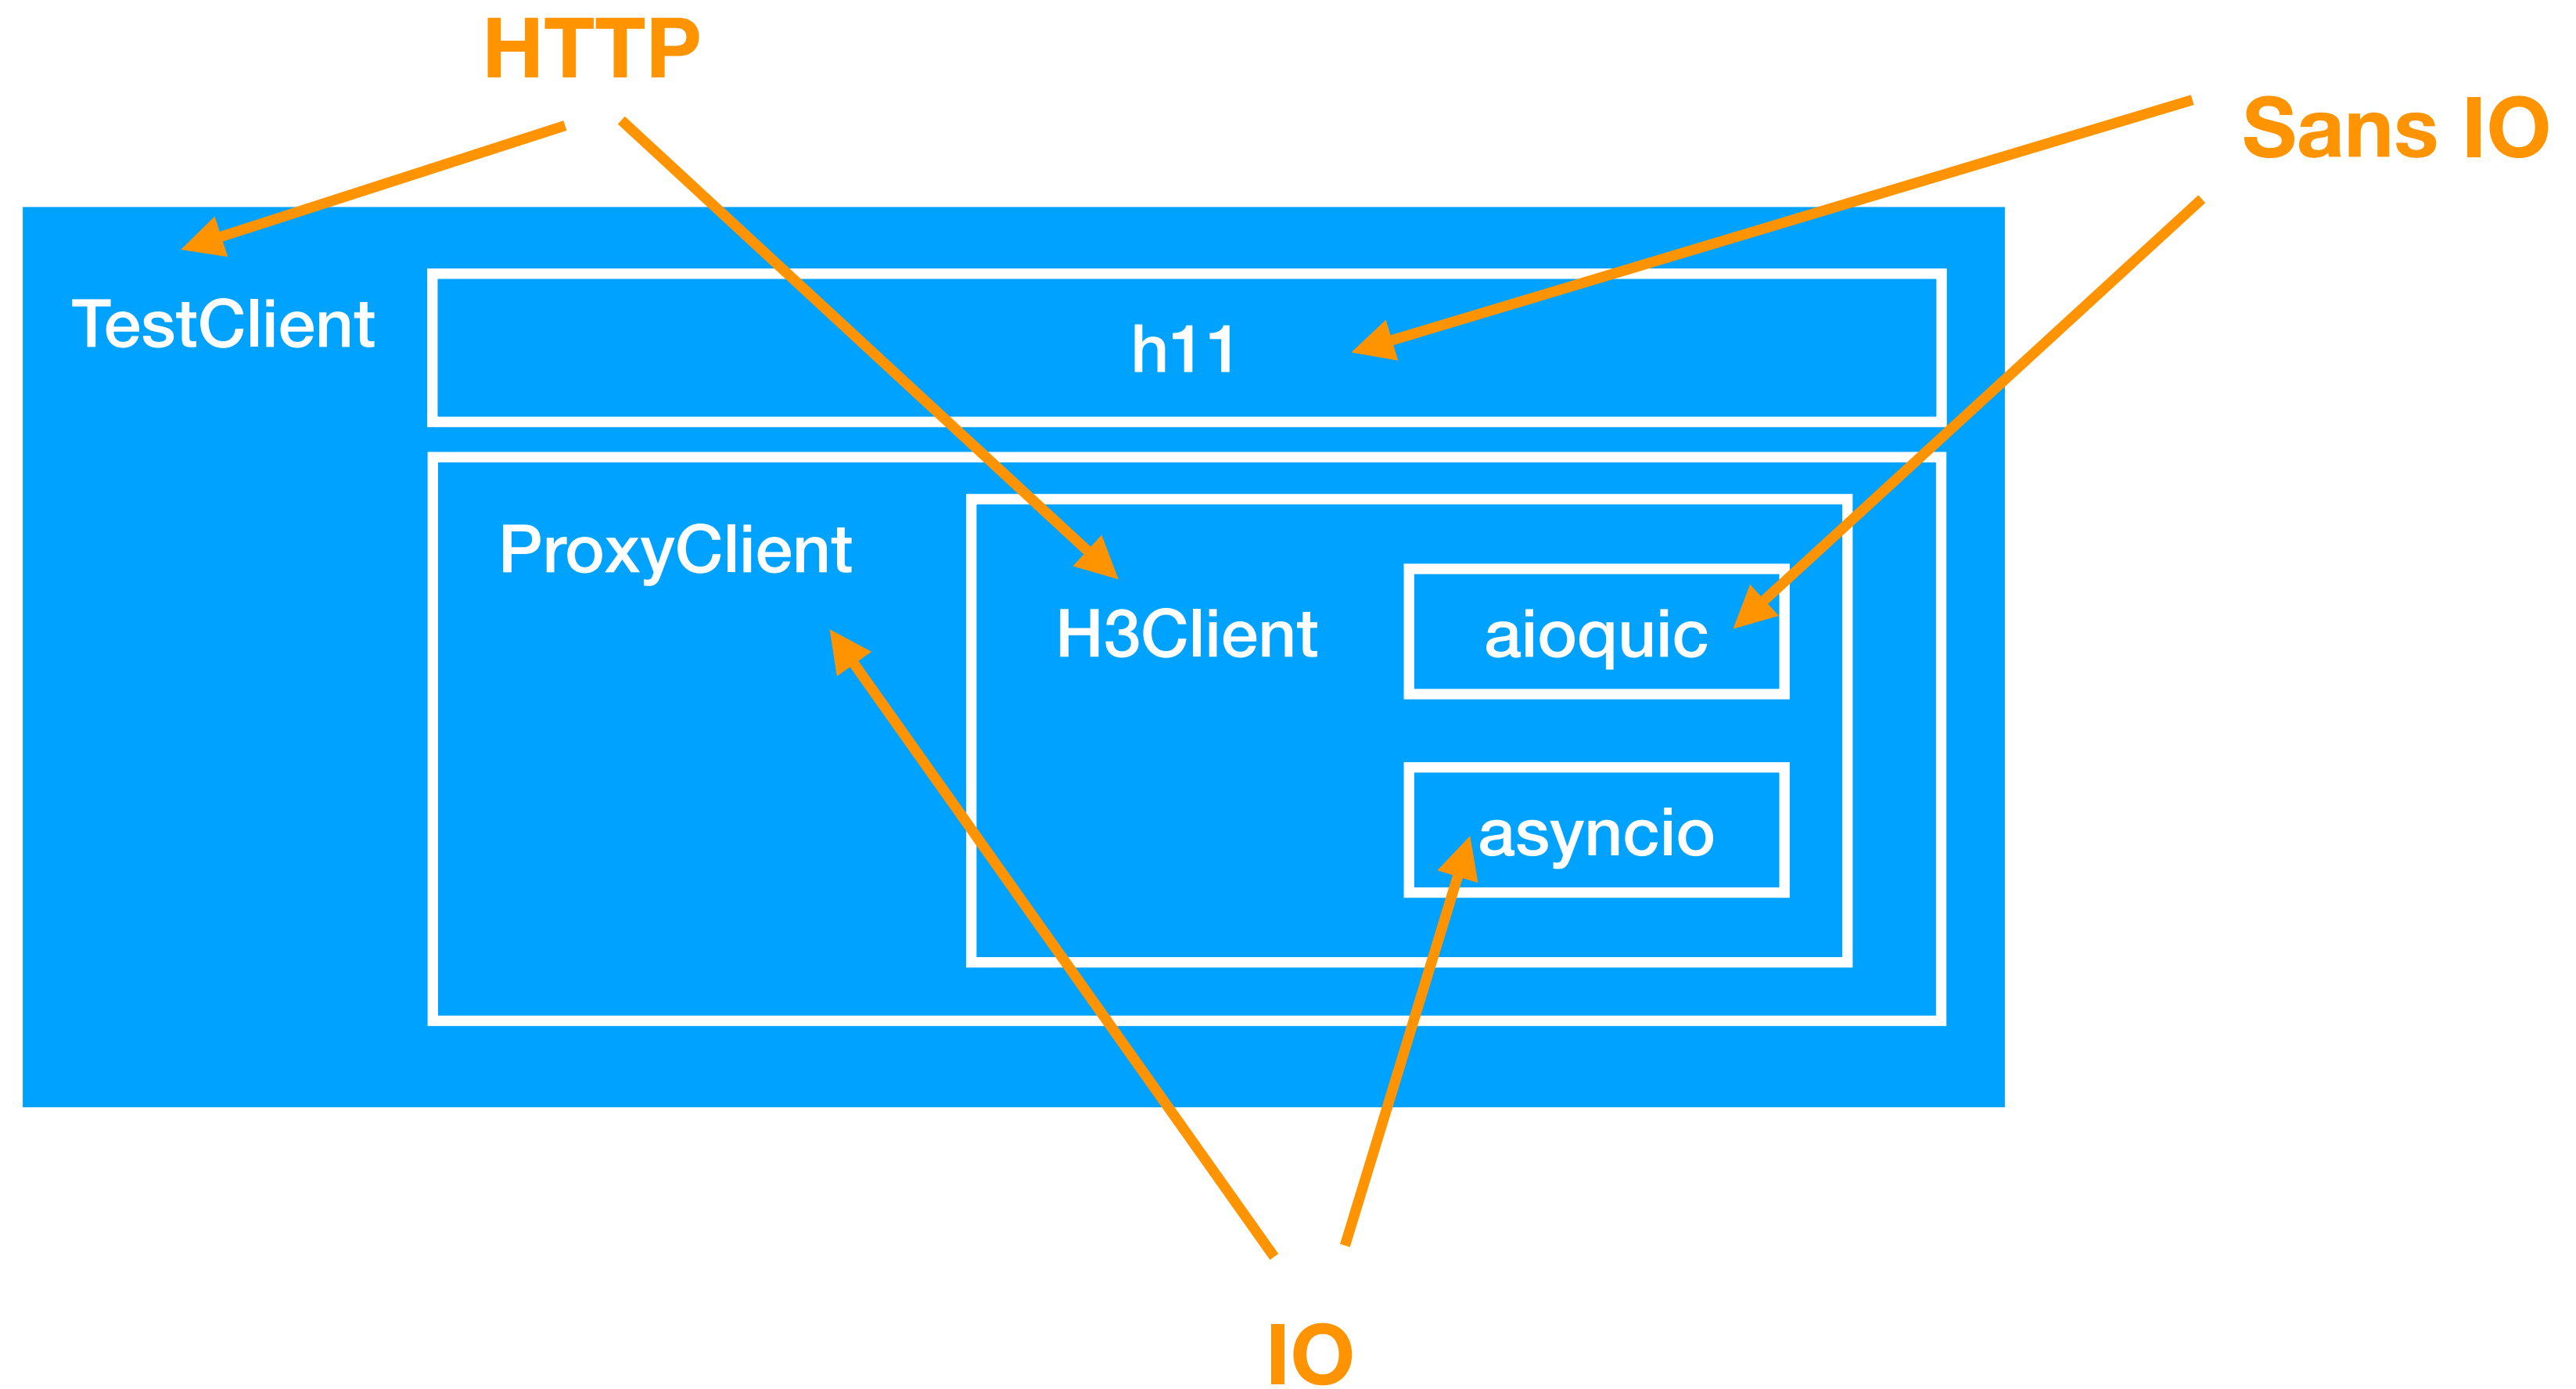 HTTP
Sans IO
TestClient
h11
ProxyClient
H3Client
aioquic
asyncio
IO